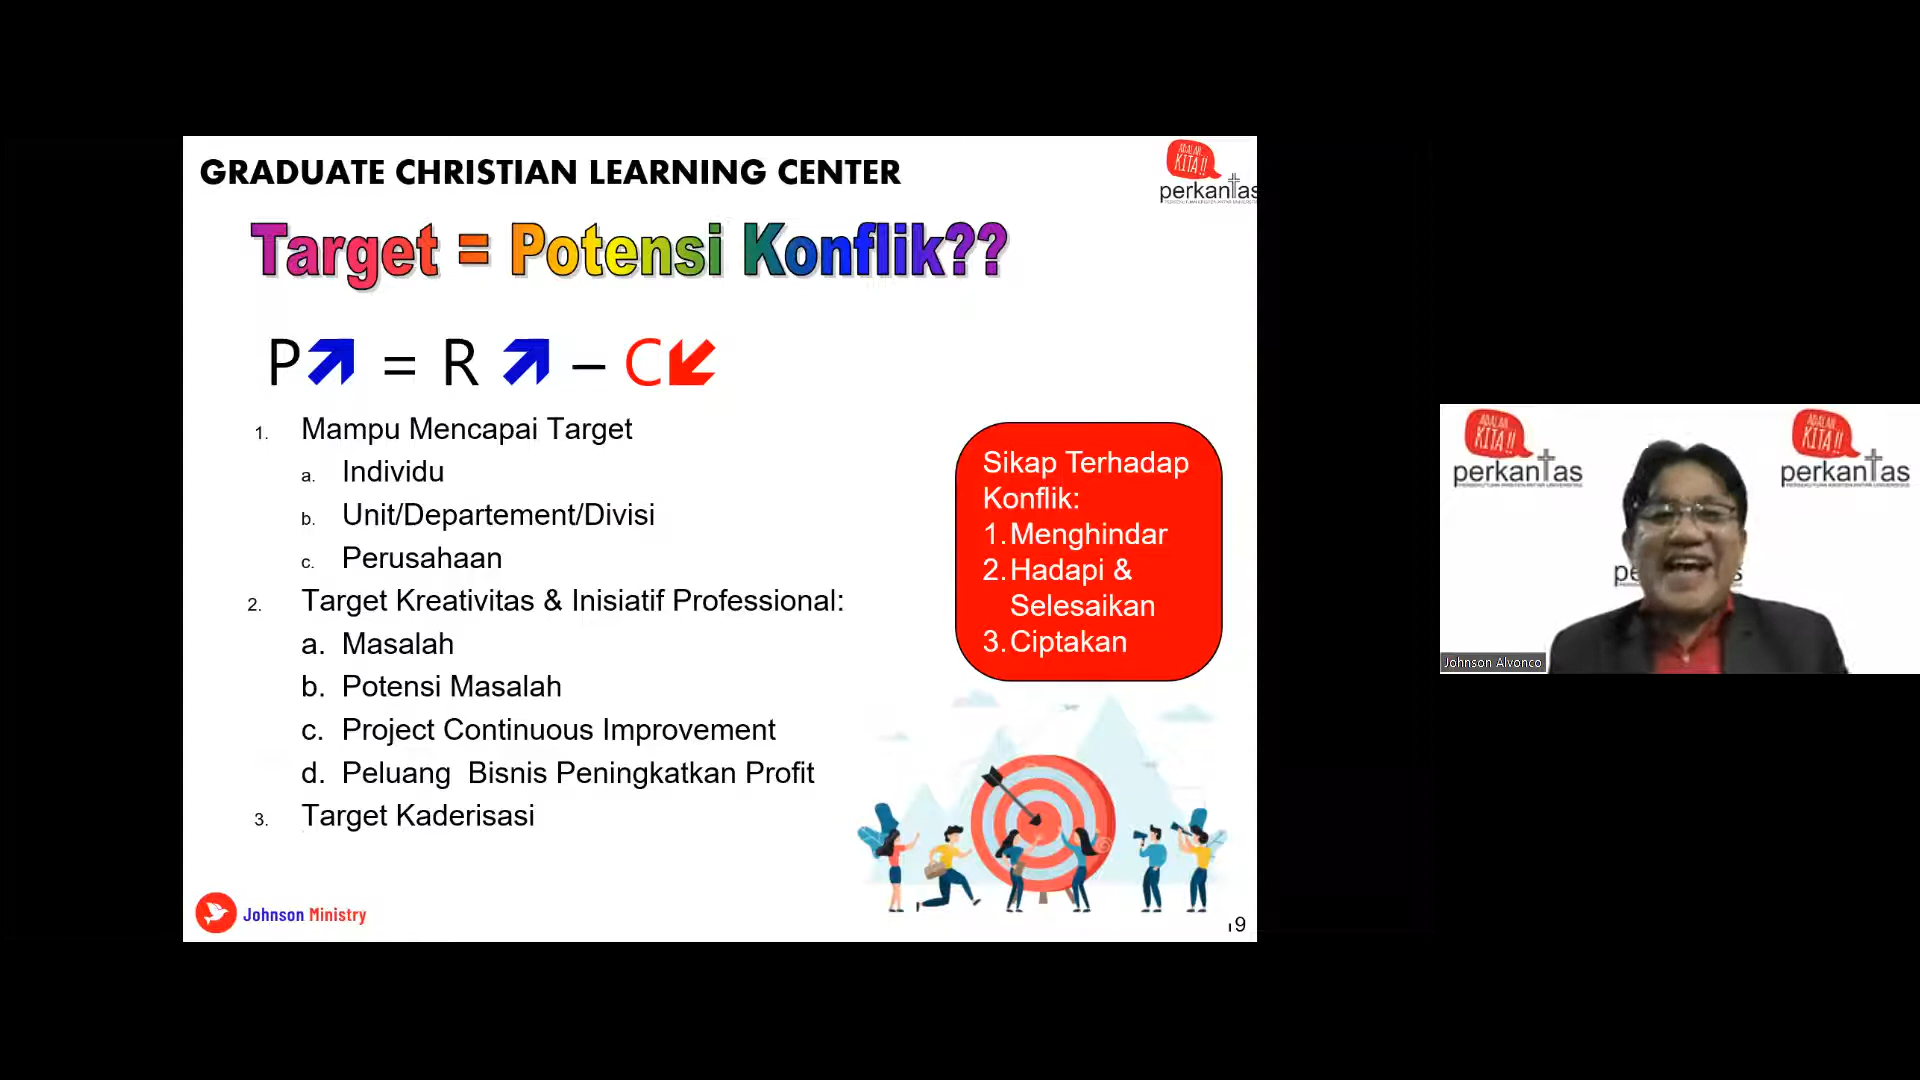 GRADUATE CHRISTIAN LEARNING CENTER
ADALAH..
KITA!!
perkantas
Target = Potensi Konflik??
P = R – C
1. Mampu Mencapai Target
a. Individu
b. Unit/Departement/Divisi
c. Perusahaan
2. Target Kreativitas & Inisiatif Professional:
a. Masalah
b. Potensi Masalah
c. Project Continuous Improvement
d. Peluang Bisnis Peningkatkan Profit
3. Target Kaderisasi
Sikap Terhadap
Konflik:
1. Menghindar
2. Hadapi &
Selesaikan
3. Ciptakan
Johnson Ministry
19
ADALAH..
KITA!!
perkantas
ADALAH..
KITA!!
perkantas
Johnson Alvonco